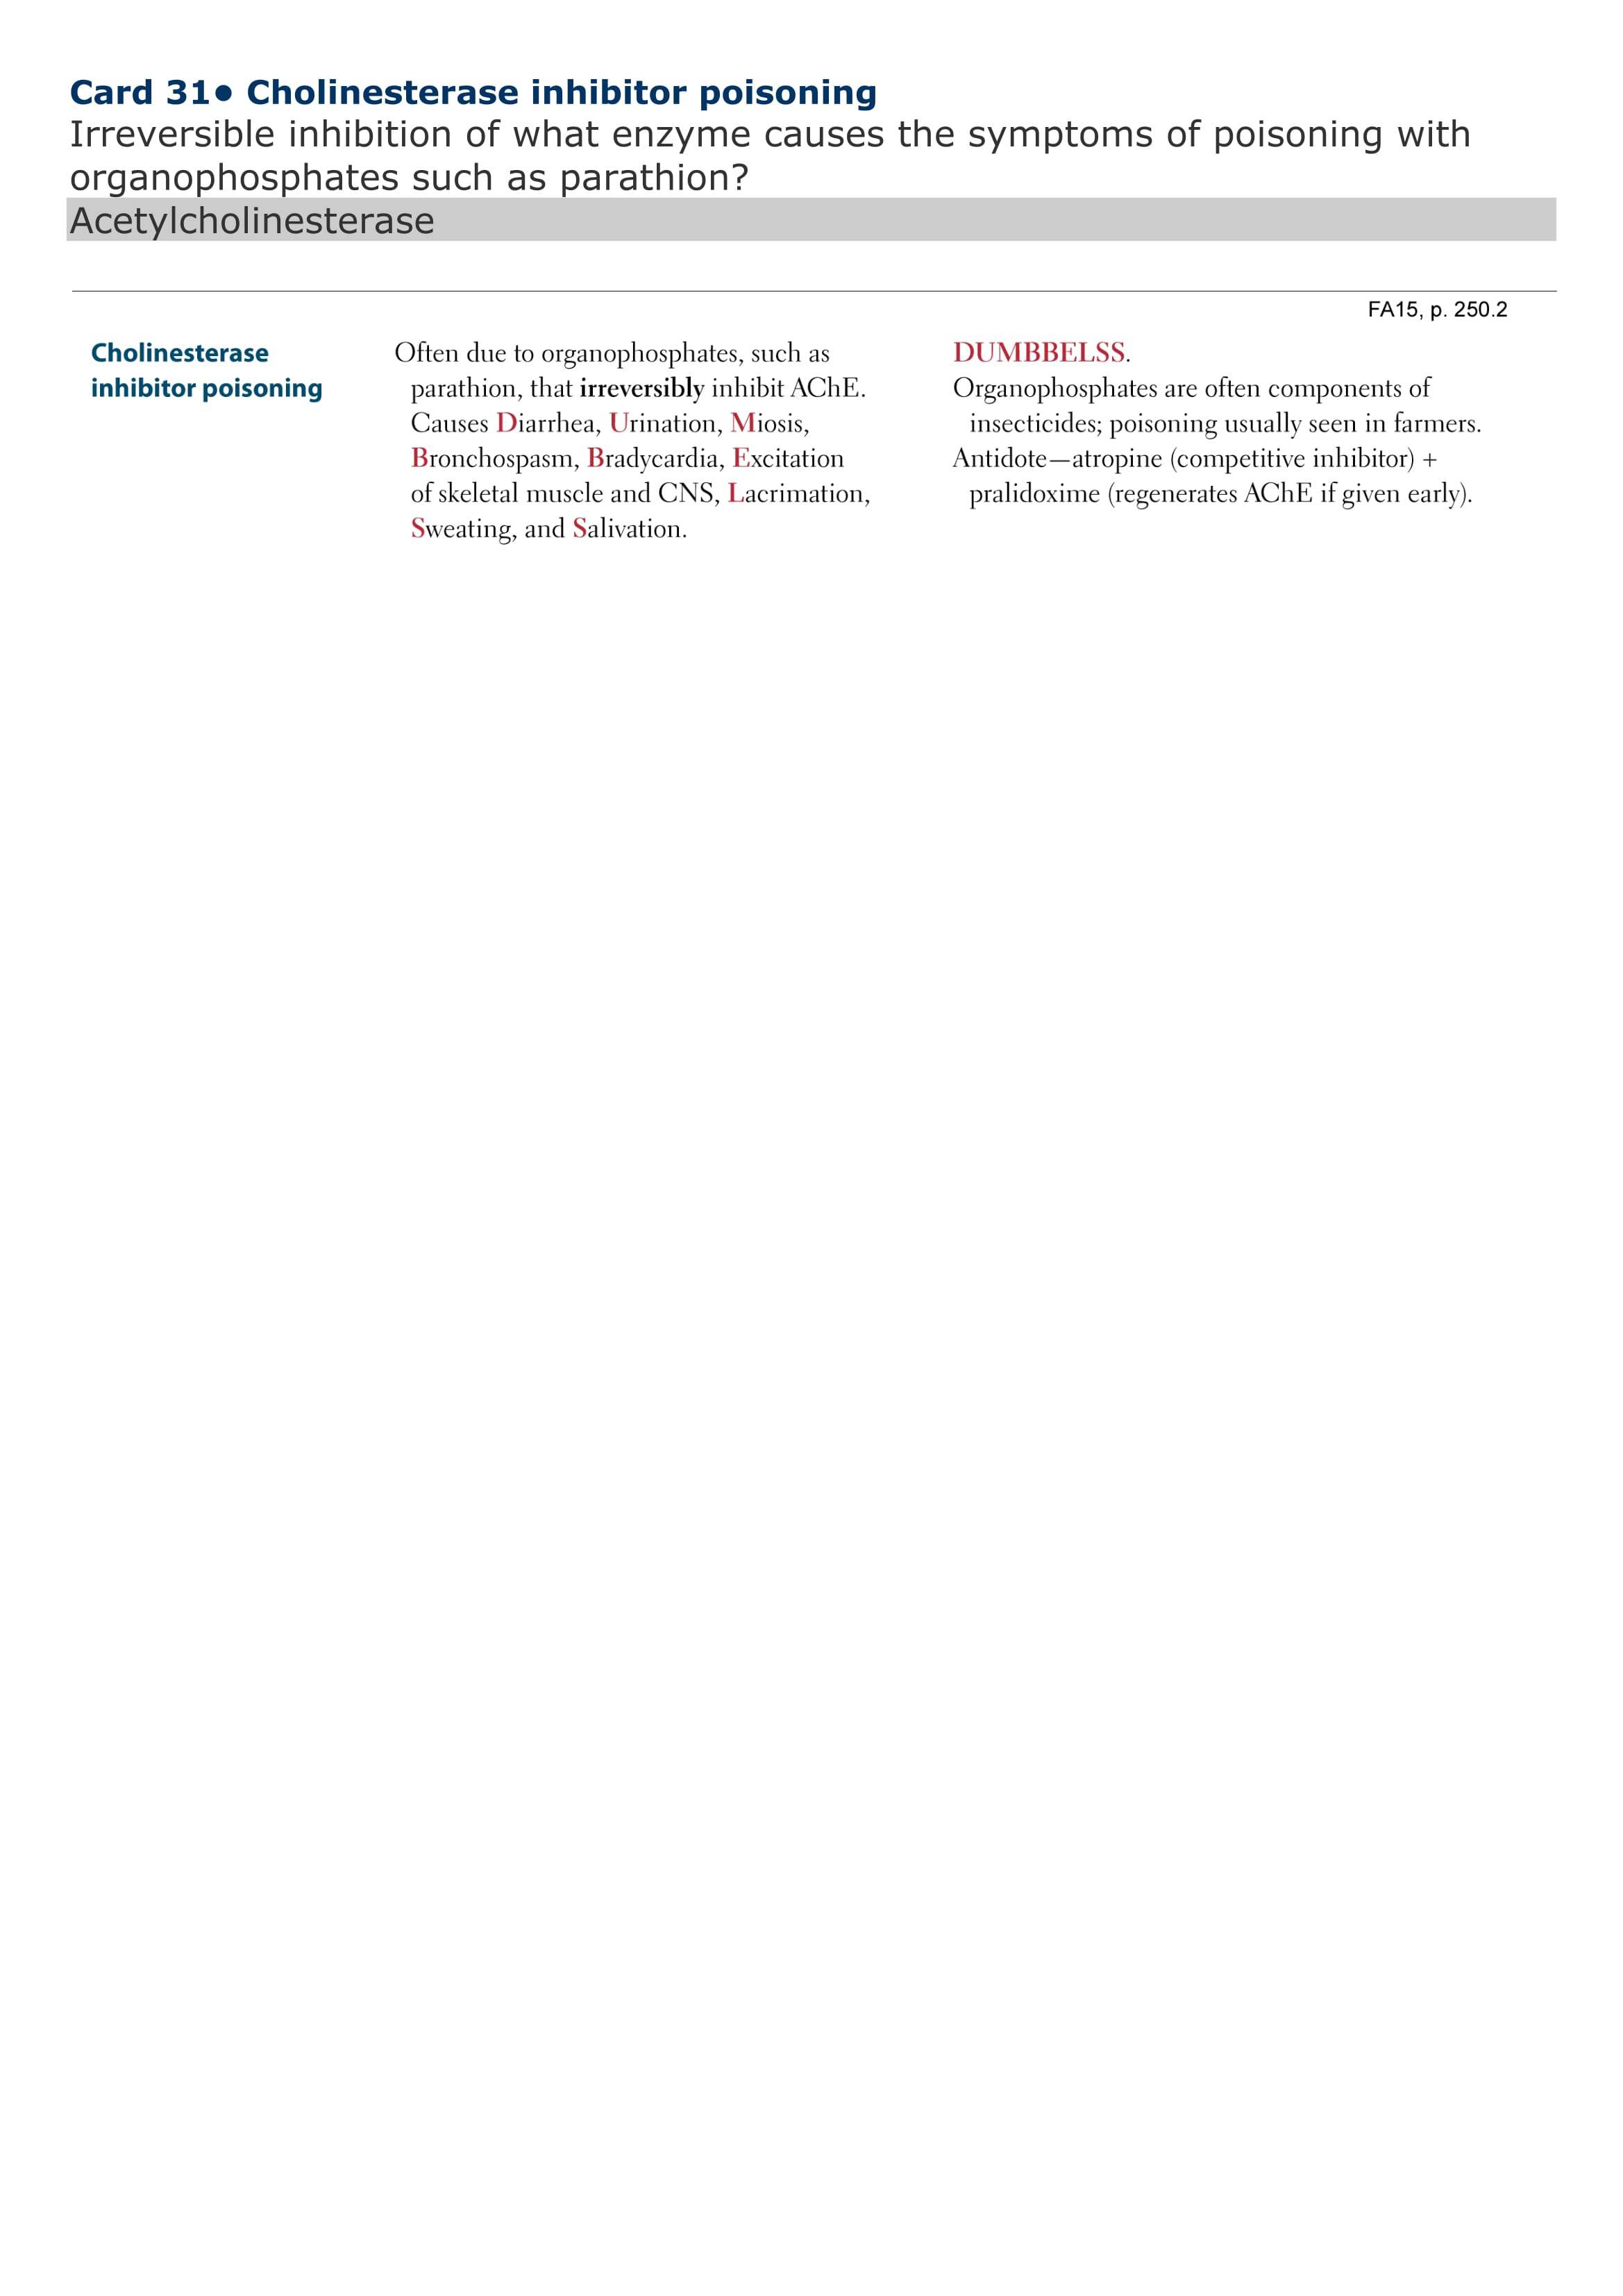 Card 31● Cholinesterase inhibitor poisoning
Irreversible inhibition of what enzyme causes the symptoms of poisoning with
organophosphates such as parathion?
Acetylcholinesterase
FA15, p. 250.2
Cholinesterase
inhibitor poisoning
Often due to organophosphates, such as
parathion, that irreversibly inhibit AChE.
Causes Diarrhea, Urination, Miosis,
Bronchospasm, Bradycardia, Excitation
of skeletal muscle and CNS, Lacrimation,
Sweating, and Salivation.
DUMBBELSS.
Organophosphates are often components of
insecticides; poisoning usually seen in farmers.
Antidote—atropine (competitive inhibitor) +
pralidoxime (regenerates AChE if given early).